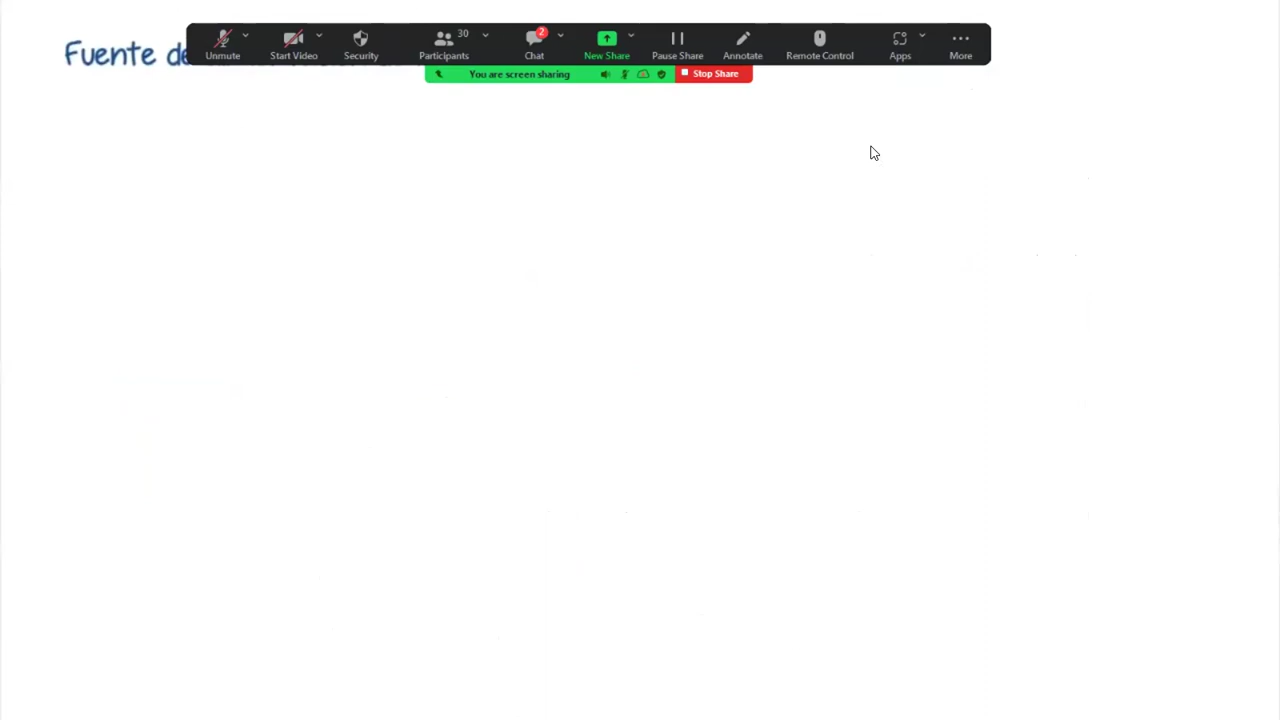 Fuente de
Unmute
Start Video
Security
30
Participants
2
Chat
New Share
Pause Share
Annotate
Remote Control
Apps
More
You are screen sharing
Stop Share